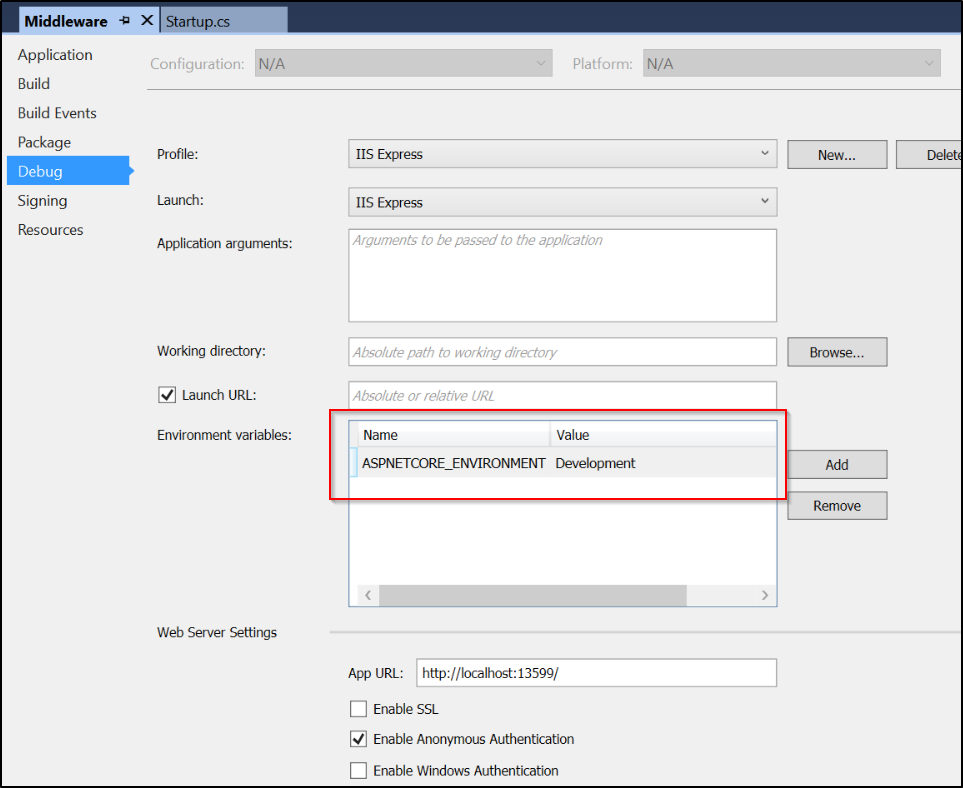 Middleware Startup.cs
Application
Build
Build Events
Package
Debug
Signing
Resources
Configuration: N/A Platform: N/A
Profile: IIS Express New... Delete
Launch: IIS Express
Application arguments: Arguments to be passed to the application
Working directory: Absolute path to working directory Browse...
Launch URL: Absolute or relative URL
Environment variables: Name Value
ASPNETCORE_ENVIRONMENT Development Add
Remove
Web Server Settings
App URL: http://localhost:13599/
Enable SSL
Enable Anonymous Authentication
Enable Windows Authentication